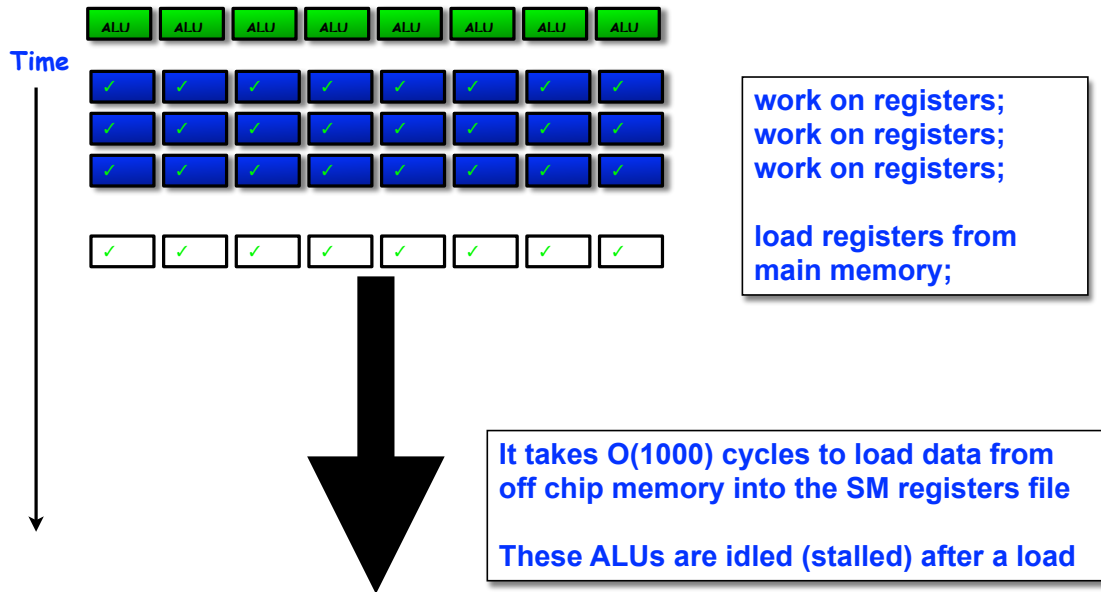 ALU ALU ALU ALU ALU ALU ALU ALU
Time
✓ ✓ ✓ ✓ ✓ ✓ ✓ ✓
✓ ✓ ✓ ✓ ✓ ✓ ✓ ✓
✓ ✓ ✓ ✓ ✓ ✓ ✓ ✓
✓ ✓ ✓ ✓ ✓ ✓ ✓ ✓
work on registers;
work on registers;
work on registers;
load registers from
main memory;
It takes O(1000) cycles to load data from
off chip memory into the SM registers file
These ALUs are idled (stalled) after a load